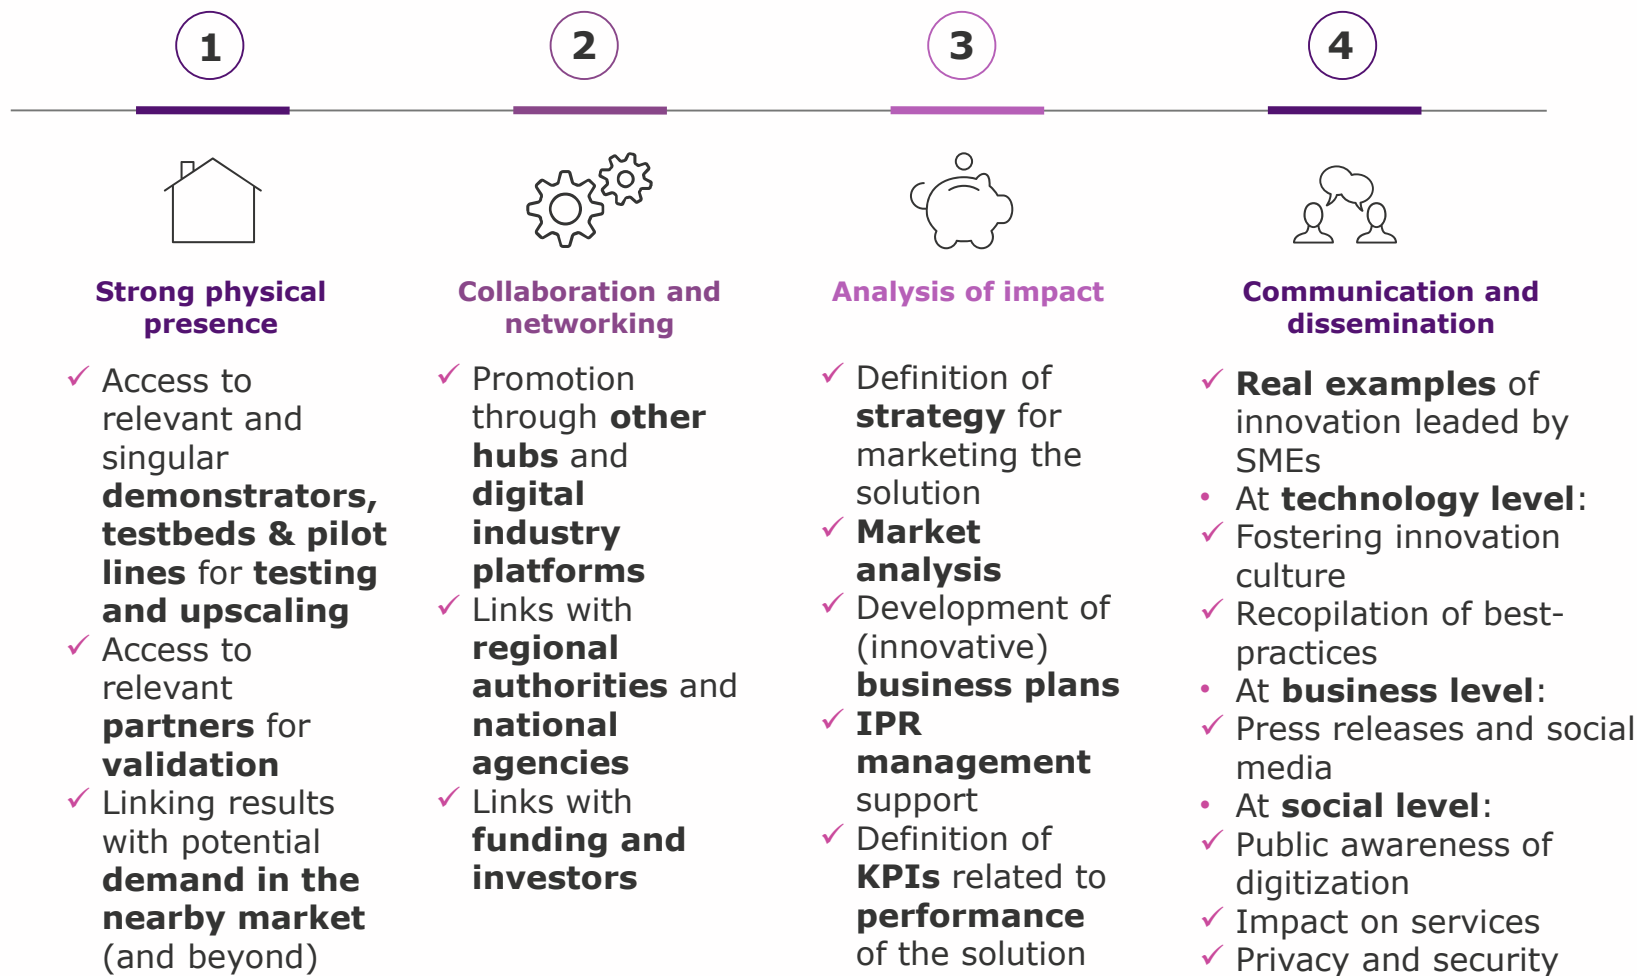 1
Strong physical
presence
✓ Access to
relevant and
singular
demonstrators,
testbeds & pilot
lines for testing
and upscaling
✓ Access to
relevant
partners for
validation
✓ Linking results
with potential
demand in the
nearby market
(and beyond)
2
Collaboration and
networking
✓ Promotion
through other
hubs and
digital
industry
platforms
✓ Links with
regional
authorities and
national
agencies
✓ Links with
funding and
investors
3
Analysis of impact
✓ Definition of
strategy for
marketing the
solution
✓ Market
analysis
✓ Development of
(innovative)
business plans
✓ IPR
management
support
✓ Definition of
KPIs related to
performance
of the solution
4
Communication and
dissemination
✓ Real examples of
innovation leaded by
SMEs
• At technology level:
✓ Fostering innovation
culture
✓ Recopilation of best-
practices
• At business level:
✓ Press releases and social
media
• At social level:
✓ Public awareness of
digitization
✓ Impact on services
✓ Privacy and security